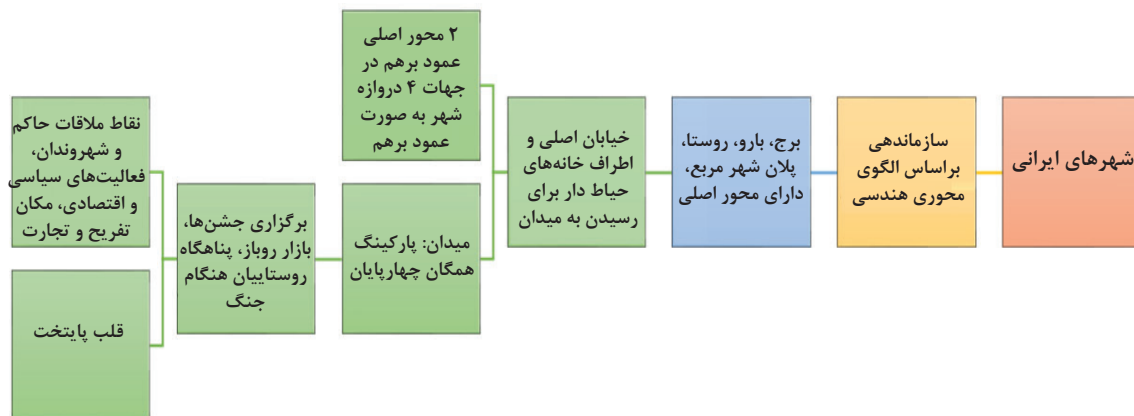 شهرهای ایرانی
سازماندهی
براساس الگوی
محوری هندسی
برج، بارو، روستا،
پلان شهر مربع،
دارای محور اصلی
خیابان اصلی و
اطراف خانه‌های
حیاط دار برای
رسیدن به میدان
۲ محور اصلی
عمود برهم در
جهات ۴ دروازه
شهر به صورت
عمود برهم
میدان: پارکینگ
همگان چهارپایان
برگزاری جشن‌ها،
بازار روباز، پناهگاه
روستاییان هنگام
جنگ
نقاط ملاقات حاکم
و شهروندان،
فعالیت‌های سیاسی
و اقتصادی، مکان
تفریح و تجارت
قلب پایتخت